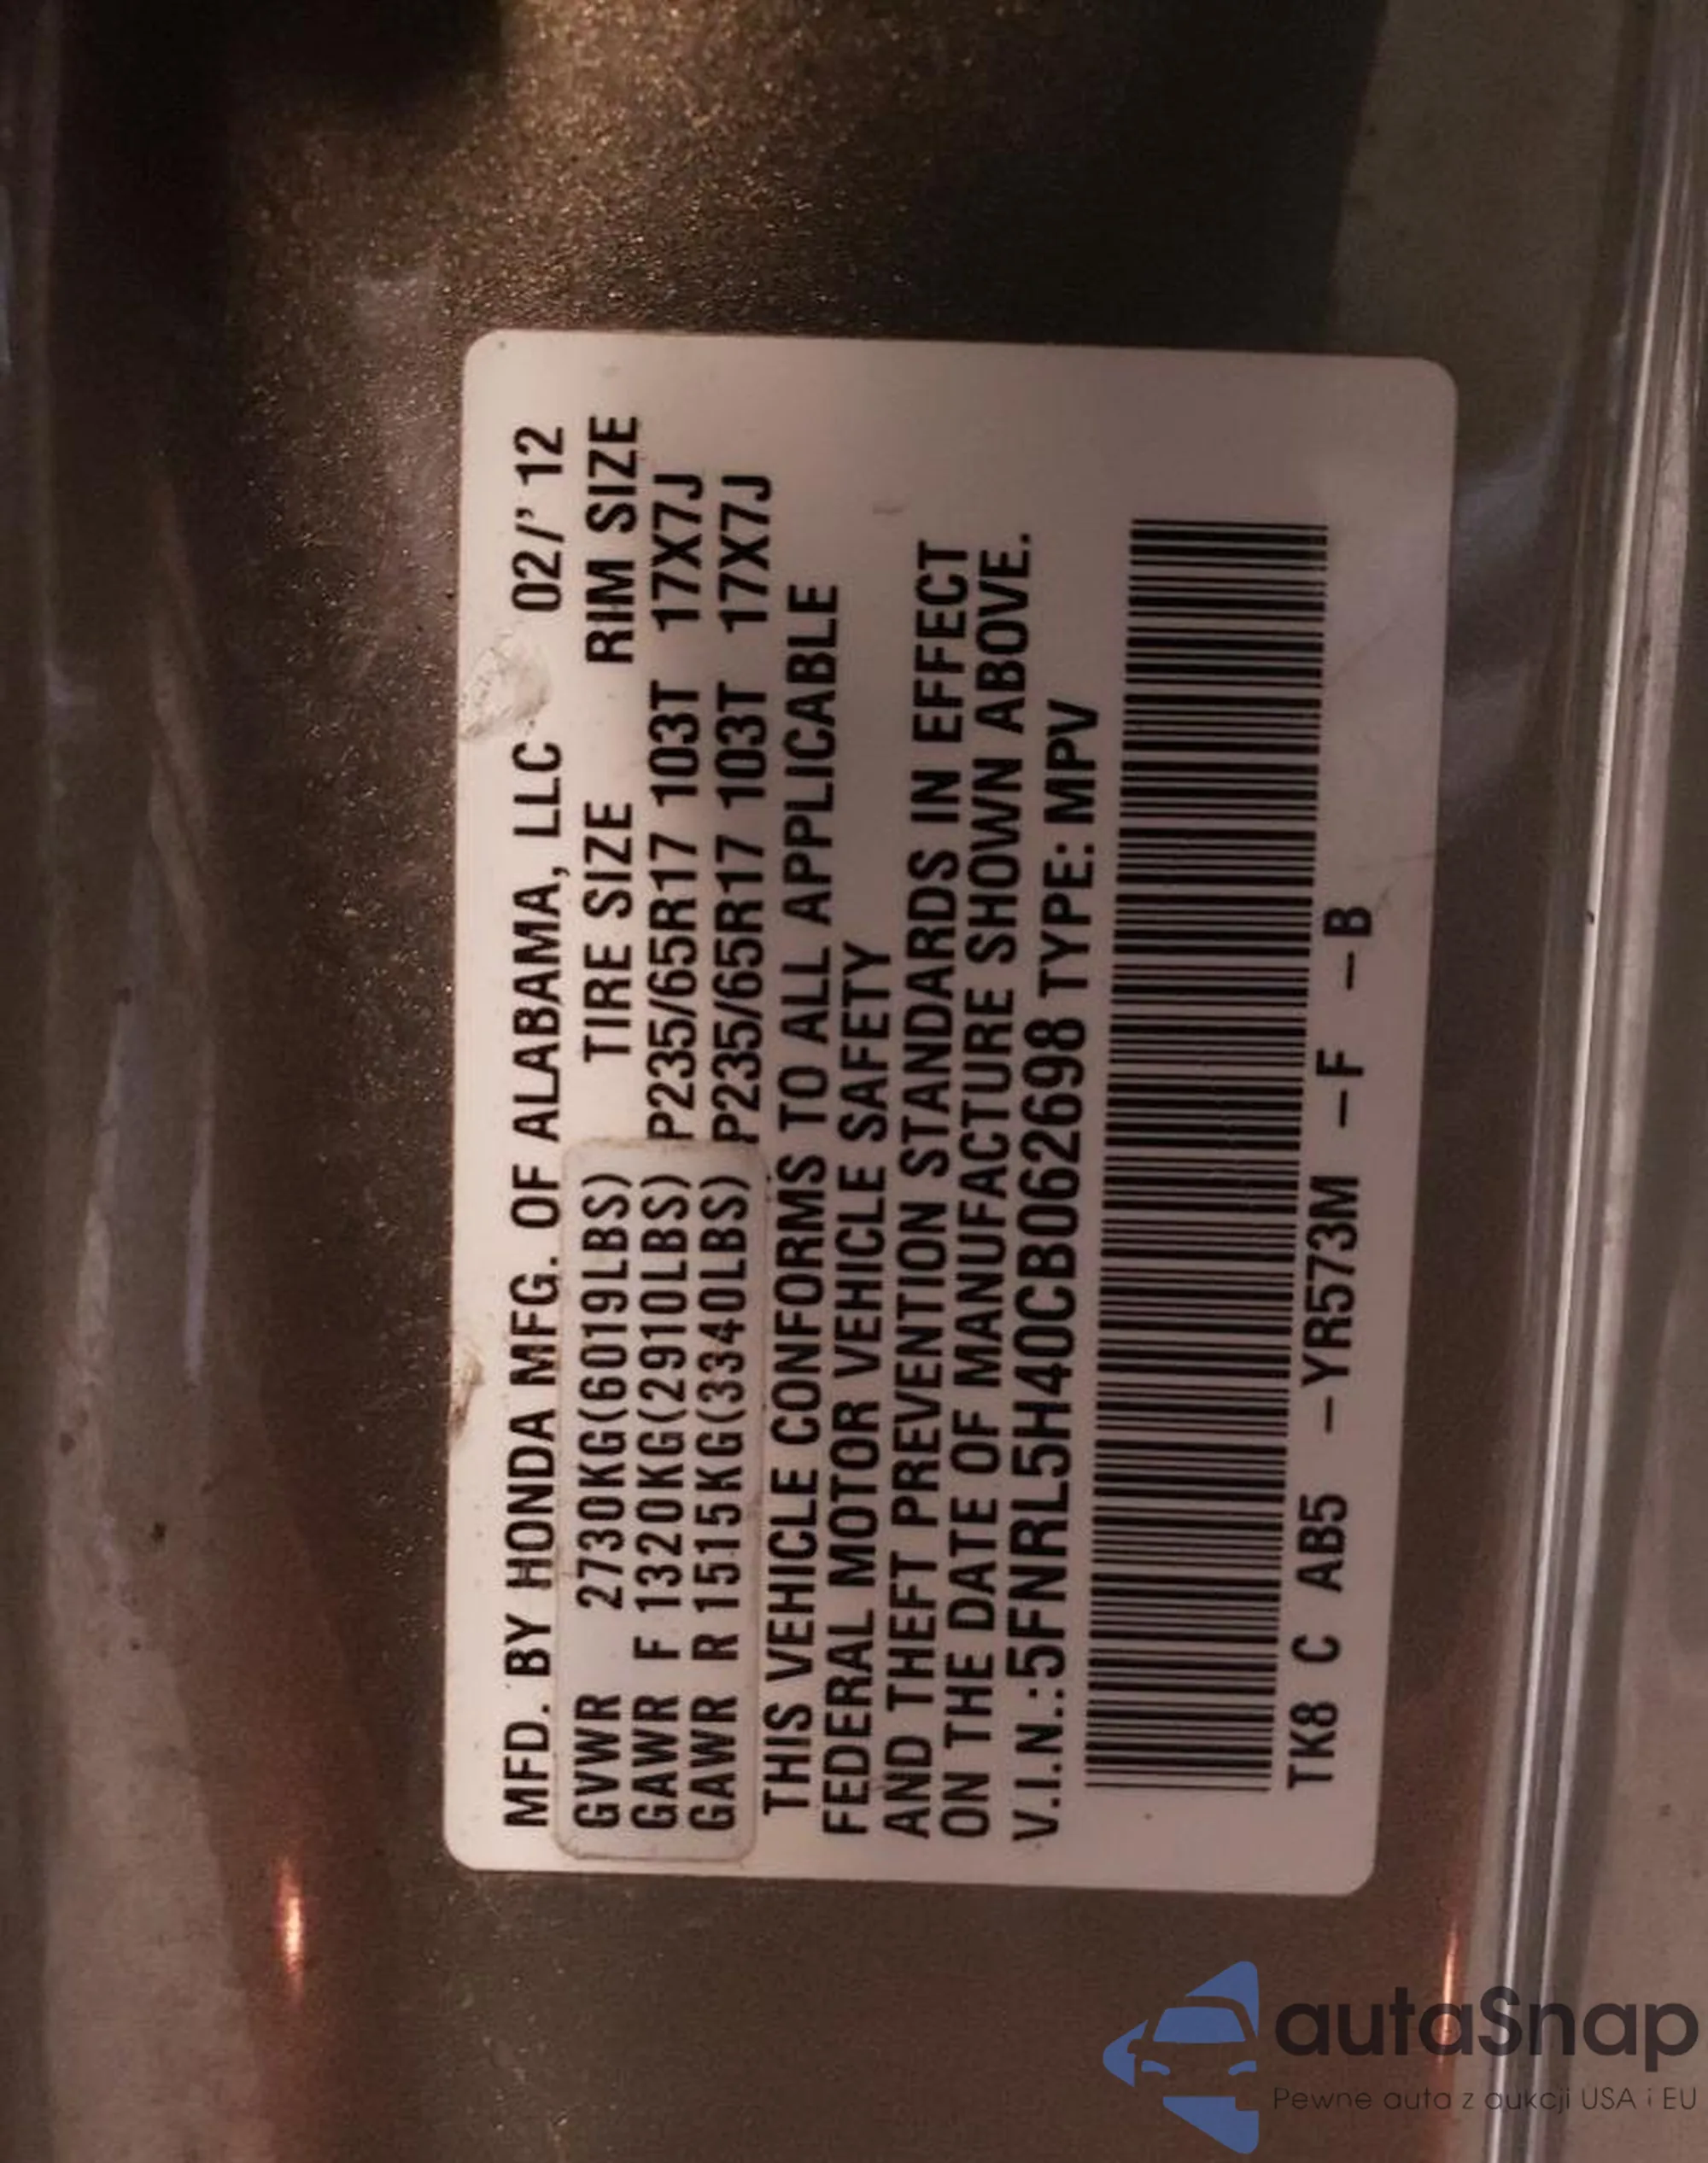 MFD. BY HONDA MFG. OF ALABAMA, LLC 02/'12
TIRE SIZE RIM SIZE
GVWR 2730KG(6019LBS)
GAWR F 1320KG(2910LBS) P235/65R17 103T 17X7J
GAWR R 1515KG(3340LBS) P235/65R17 103T 17X7J
THIS VEHICLE CONFORMS TO ALL APPLICABLE
FEDERAL MOTOR VEHICLE SAFETY
AND THEFT PREVENTION STANDARDS IN EFFECT
ON THE DATE OF MANUFACTURE SHOWN ABOVE.
V.I.N.:5FNRL5H40CB062698 TYPE: MPV
TK8 C AB5 -YR573M -F -B
autaSnap
Pewne auta z aukcji USA i EU